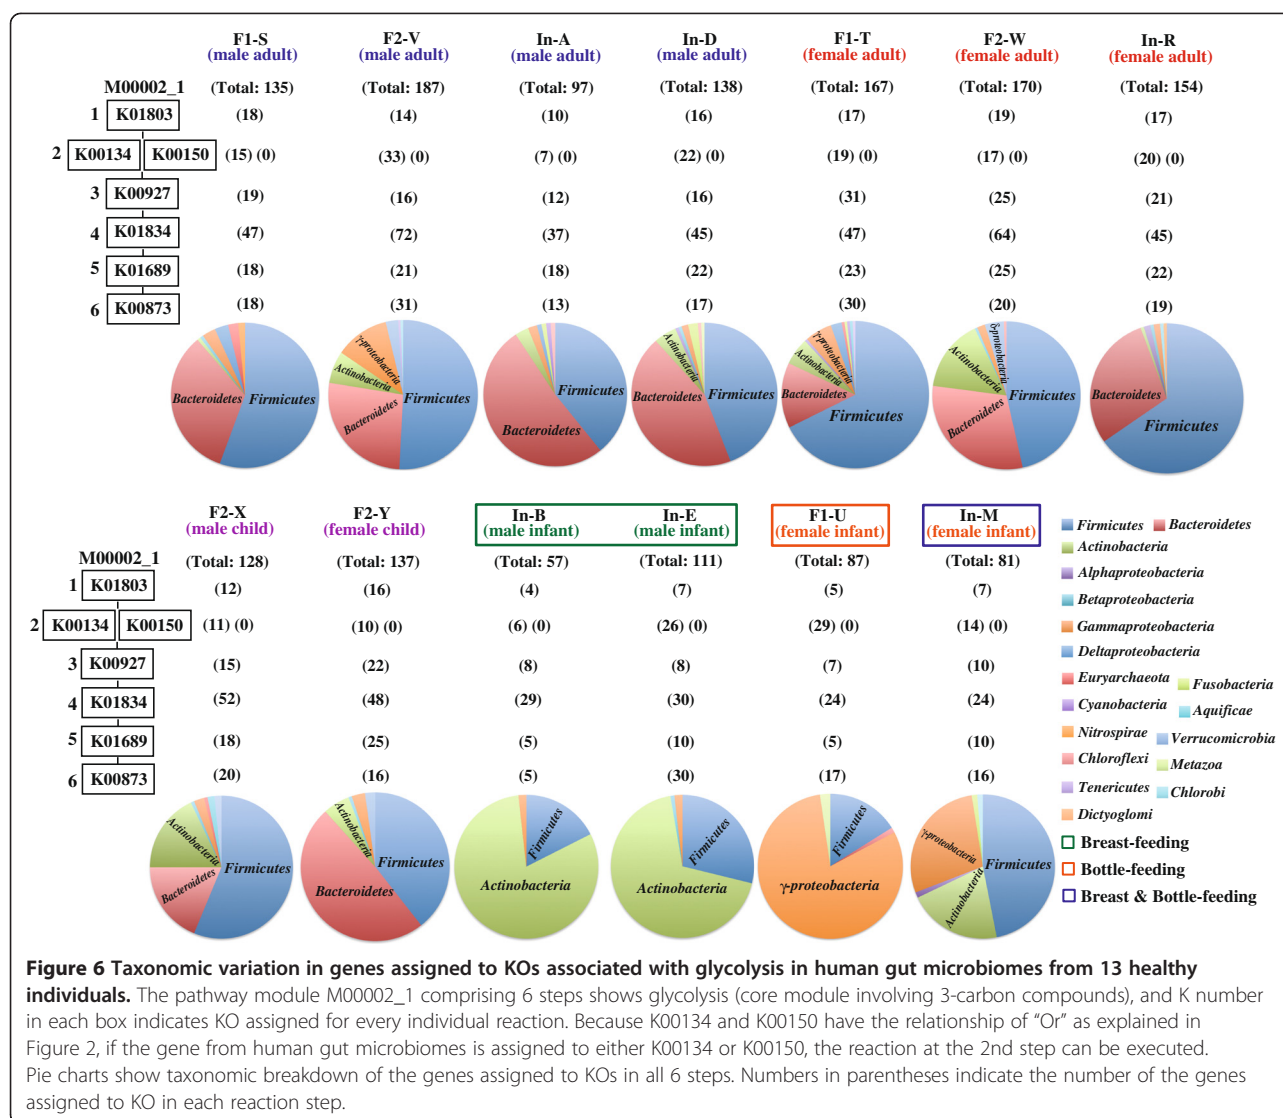 F1-S F2-V In-A In-D F1-T F2-W In-R
(male adult) (male adult) (male adult) (male adult) (female adult) (female adult) (female adult)
M00002_1 (Total: 135) (Total: 187) (Total: 97) (Total: 138) (Total: 167) (Total: 170) (Total: 154)
1 K01803 (18) (14) (10) (16) (17) (19) (17)
2 K00134 K00150 (15) (0) (33) (0) (7) (0) (22) (0) (19) (0) (17) (0) (20) (0)
3 K00927 (19) (16) (12) (16) (31) (25) (21)
4 K01834 (47) (72) (37) (45) (47) (64) (45)
5 K01689 (18) (21) (18) (22) (23) (25) (22)
6 K00873 (18) (31) (13) (17) (30) (20) (19)
Bacteroidetes Firmicutes
γ-proteobacteria Actinobacteria Bacteroidetes Firmicutes
Firmicutes Bacteroidetes
Actinobacteria Bacteroidetes Firmicutes
γ-proteobacteria Actinobacteria Bacteroidetes Firmicutes
δ-proteobacteria Actinobacteria Bacteroidetes Firmicutes
Bacteroidetes Firmicutes
F2-X F2-Y In-B In-E F1-U In-M
(male child) (female child) (male infant) (male infant) (female infant) (female infant)
M00002_1 (Total: 128) (Total: 137) (Total: 57) (Total: 111) (Total: 87) (Total: 81)
1 K01803 (12) (16) (4) (7) (5) (7)
2 K00134 K00150 (11) (0) (10) (0) (6) (0) (26) (0) (29) (0) (14) (0)
3 K00927 (15) (22) (8) (8) (7) (10)
4 K01834 (52) (48) (29) (30) (24) (24)
5 K01689 (18) (25) (5) (10) (5) (10)
6 K00873 (20) (16) (5) (30) (17) (16)
Actinobacteria Bacteroidetes Firmicutes
Actinobacteria Bacteroidetes Firmicutes
Firmicutes Actinobacteria
Firmicutes Actinobacteria
Firmicutes γ-proteobacteria
γ-proteobacteria Actinobacteria Firmicutes
Firmicutes Bacteroidetes
Actinobacteria
Alphaproteobacteria
Betaproteobacteria
Gammaproteobacteria
Deltaproteobacteria
Euryarchaeota Fusobacteria
Cyanobacteria Aquificae
Nitrospirae Verrucomicrobia
Chloroflexi Metazoa
Tenericutes Chlorobi
Dictyoglomi
Breast-feeding
Bottle-feeding
Breast & Bottle-feeding
Figure 6 Taxonomic variation in genes assigned to KOs associated with glycolysis in human gut microbiomes from 13 healthy
individuals. The pathway module M00002_1 comprising 6 steps shows glycolysis (core module involving 3-carbon compounds), and K number
in each box indicates KO assigned for every individual reaction. Because K00134 and K00150 have the relationship of “Or” as explained in
Figure 2, if the gene from human gut microbiomes is assigned to either K00134 or K00150, the reaction at the 2nd step can be executed.
Pie charts show taxonomic breakdown of the genes assigned to KOs in all 6 steps. Numbers in parentheses indicate the number of the genes
assigned to KO in each reaction step.